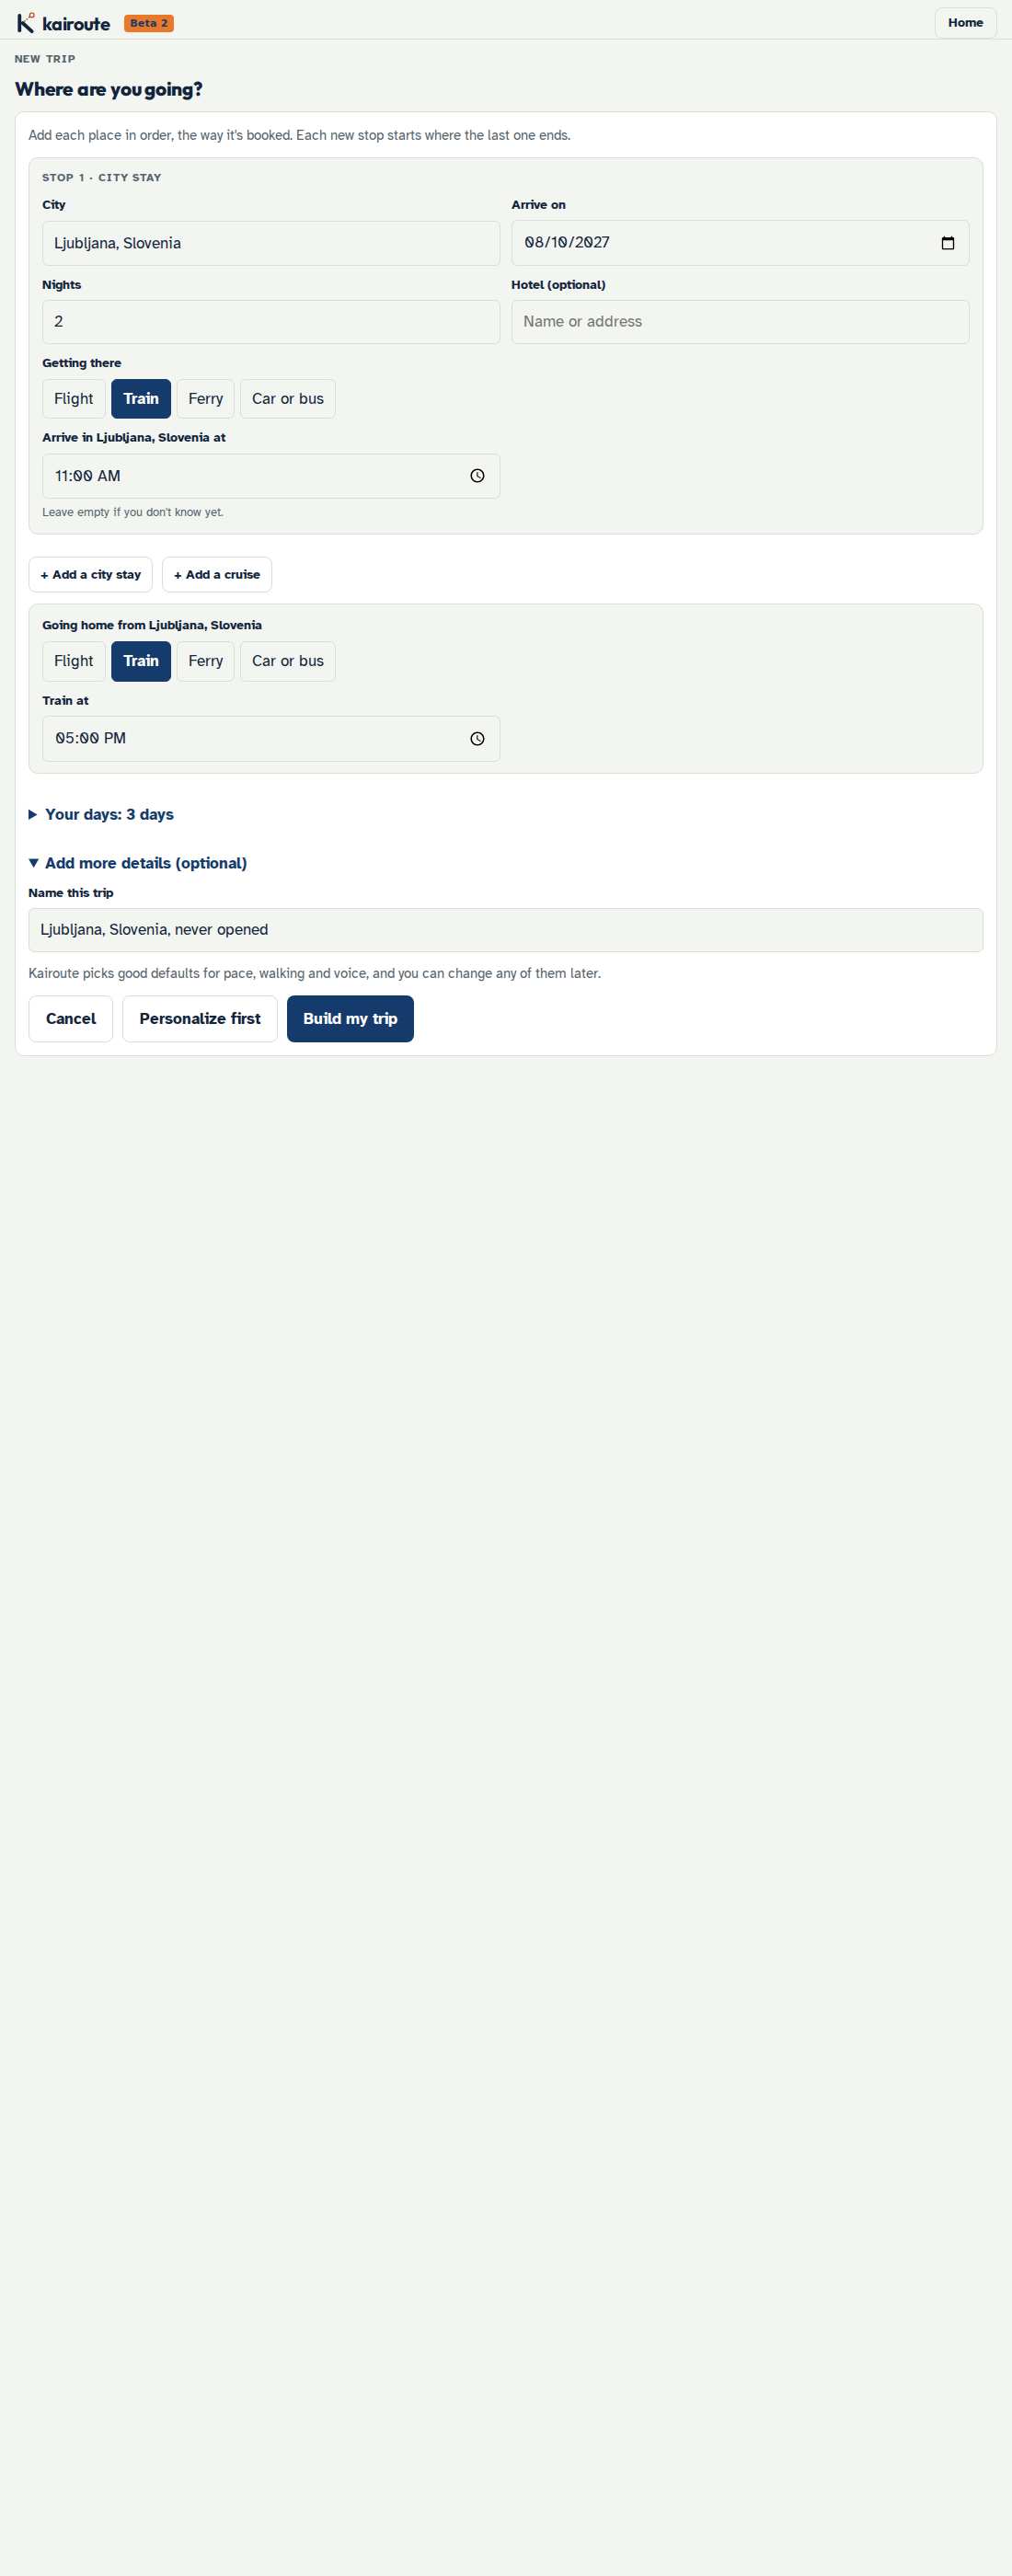 kairoute Beta 2 Home
NEW TRIP
Where are you going?
Add each place in order, the way it's booked. Each new stop starts where the last one ends.
STOP 1 · CITY STAY
City Arrive on
Ljubljana, Slovenia 08/10/2027
Nights Hotel (optional)
2 Name or address
Getting there
Flight Train Ferry Car or bus
Arrive in Ljubljana, Slovenia at
11:00 AM
Leave empty if you don't know yet.
+ Add a city stay + Add a cruise
Going home from Ljubljana, Slovenia
Flight Train Ferry Car or bus
Train at
05:00 PM
Your days: 3 days
Add more details (optional)
Name this trip
Ljubljana, Slovenia, never opened
Kairoute picks good defaults for pace, walking and voice, and you can change any of them later.
Cancel Personalize first Build my trip